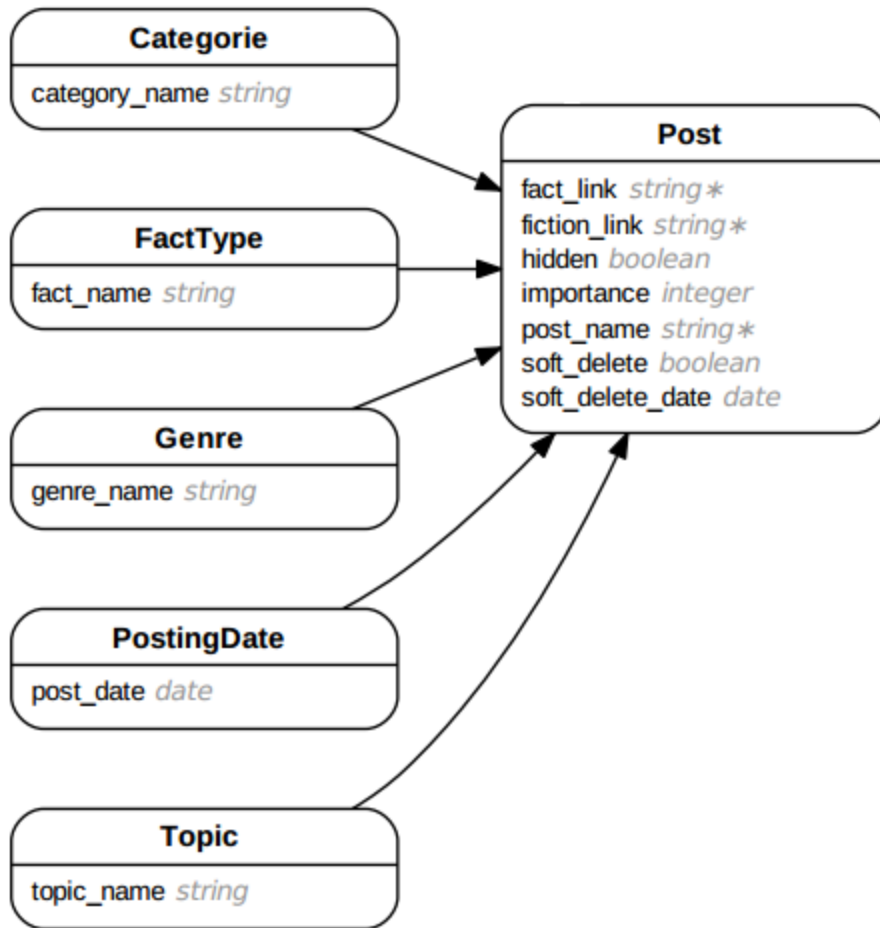 Categorie
category_name string
FactType
fact_name string
Genre
genre_name string
PostingDate
post_date date
Topic
topic_name string
Post
fact_link string*
fiction_link string*
hidden boolean
importance integer
post_name string*
soft_delete boolean
soft_delete_date date